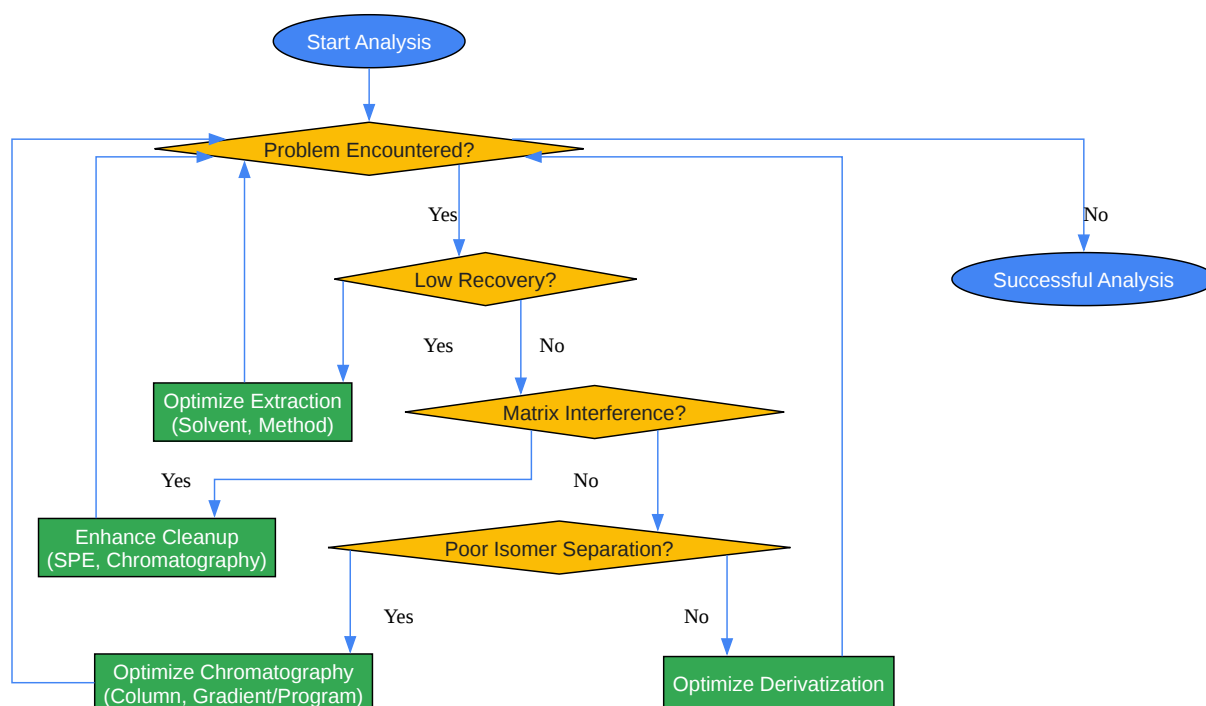 Start Analysis
Problem Encountered?
Yes
No
Low Recovery?
Successful Analysis
Yes
No
Optimize Extraction
(Solvent, Method)
Matrix Interference?
Yes
No
Enhance Cleanup
(SPE, Chromatography)
Poor Isomer Separation?
Yes
No
Optimize Chromatography
(Column, Gradient/Program)
Optimize Derivatization